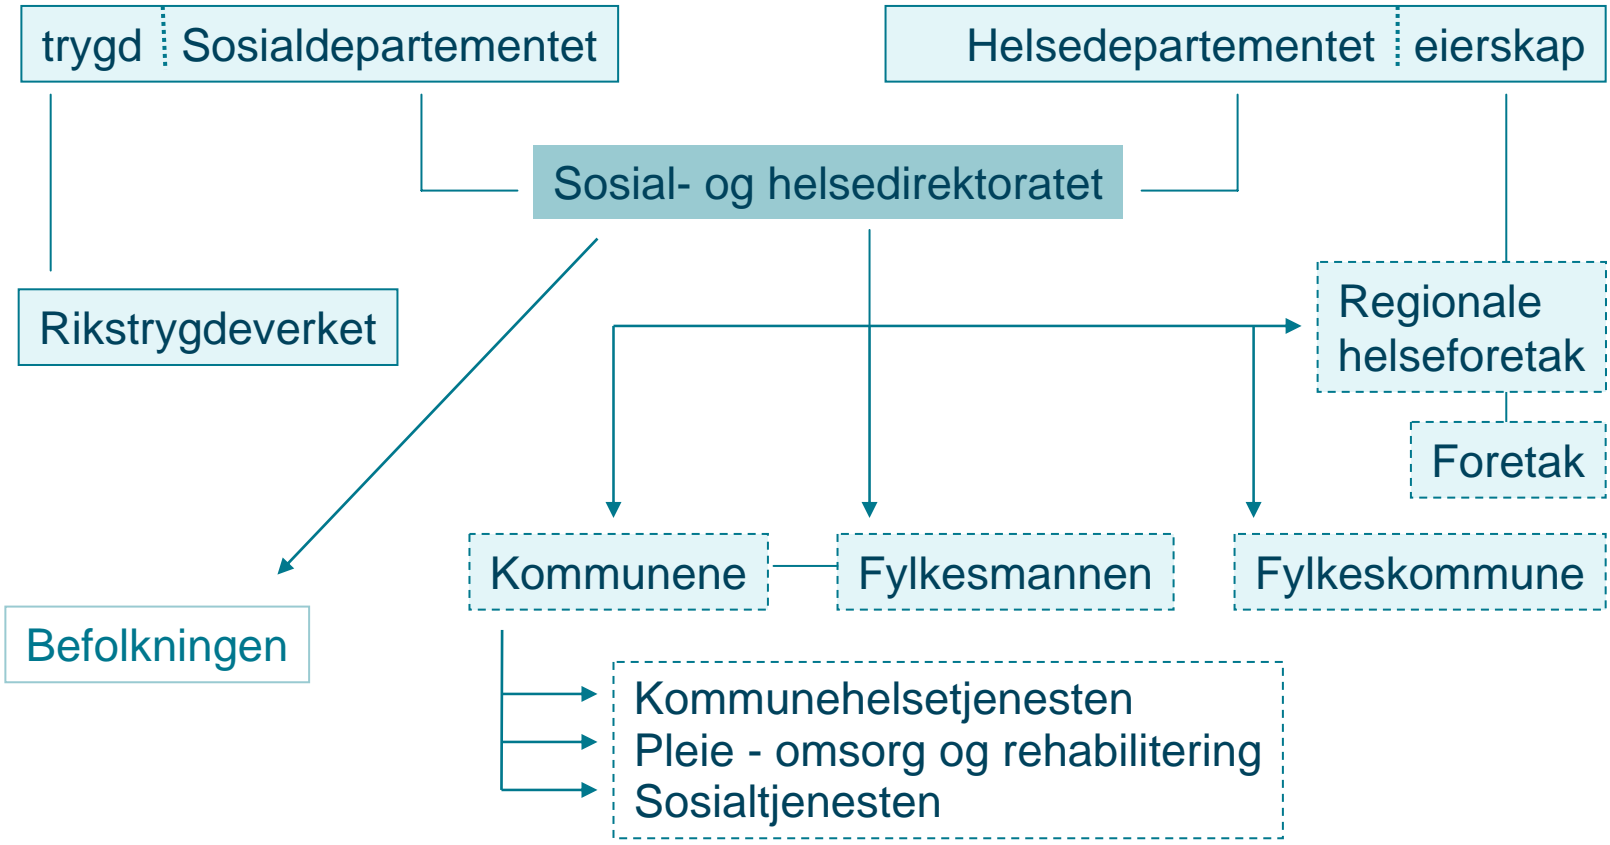 trygd Sosialdepartementet
Helsedepartementet eierskap
Sosial- og helsedirektoratet
Rikstrygdeverket
Regionale
helseforetak
Foretak
Kommunene
Fylkesmannen
Fylkeskommune
Befolkningen
Kommunehelsetjenesten
Pleie - omsorg og rehabilitering
Sosialtjenesten